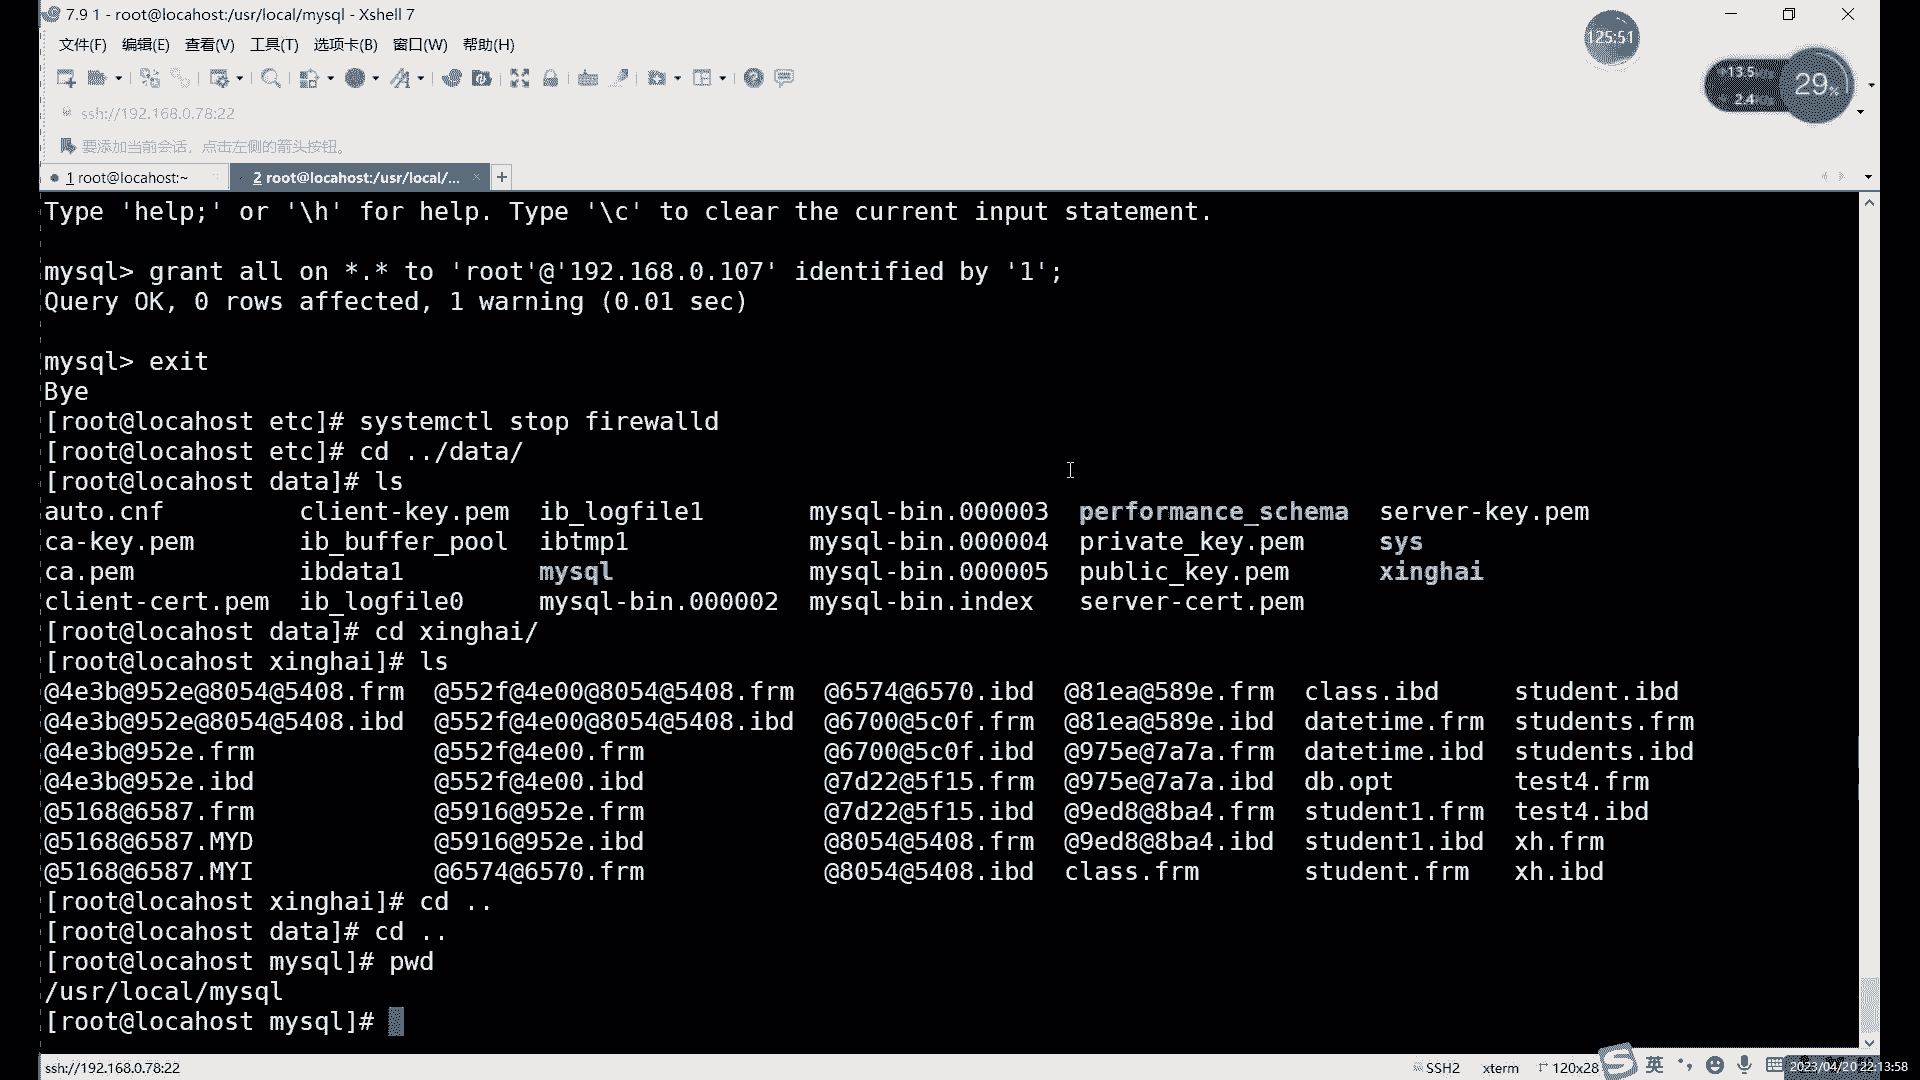 7.9 1 - root@locahost:/usr/local/mysql - Xshell 7
文件(F) 编辑(E) 查看(V) 工具(T) 选项卡(B) 窗口(W) 帮助(H)
125:51
13.5
2.4
29%
ssh://192.168.0.78:22
要添加当前会话，点击左侧的箭头按钮。
1 root@locahost:~ 2 root@locahost:/usr/local/... × +
Type 'help;' or '\h' for help. Type '\c' to clear the current input statement.
mysql> grant all on *.* to 'root'@'192.168.0.107' identified by '1';
Query OK, 0 rows affected, 1 warning (0.01 sec)
mysql> exit
Bye
[root@locahost etc]# systemctl stop firewalld
[root@locahost etc]# cd ../data/
[root@locahost data]# ls
auto.cnf client-key.pem ib_logfile1 mysql-bin.000003 performance_schema server-key.pem
ca-key.pem ib_buffer_pool ibtmp1 mysql-bin.000004 private_key.pem sys
ca.pem ibdata1 mysql mysql-bin.000005 public_key.pem xinghai
client-cert.pem ib_logfile0 mysql-bin.000002 mysql-bin.index server-cert.pem
[root@locahost data]# cd xinghai/
[root@locahost xinghai]# ls
@4e3b@952e@8054@5408.frm @552f@4e00@8054@5408.frm @6574@6570.ibd @81ea@589e.frm class.ibd student.ibd
@4e3b@952e@8054@5408.ibd @552f@4e00@8054@5408.ibd @6700@5c0f.frm @81ea@589e.ibd datetime.frm students.frm
@4e3b@952e.frm @552f@4e00.frm @6700@5c0f.ibd @975e@7a7a.frm datetime.ibd students.ibd
@4e3b@952e.ibd @552f@4e00.ibd @7d22@5f15.frm @975e@7a7a.ibd db.opt test4.frm
@5168@6587.frm @5916@952e.frm @7d22@5f15.ibd @9ed8@8ba4.frm student1.frm test4.ibd
@5168@6587.MYD @5916@952e.ibd @8054@5408.frm @9ed8@8ba4.ibd student1.ibd xh.frm
@5168@6587.MYI @6574@6570.frm @8054@5408.ibd class.frm student.frm xh.ibd
[root@locahost xinghai]# cd ..
[root@locahost data]# cd ..
[root@locahost mysql]# pwd
/usr/local/mysql
[root@locahost mysql]#
ssh://192.168.0.78:22 SSH2 xterm 120x28 英 2023/04/20 22:13:58